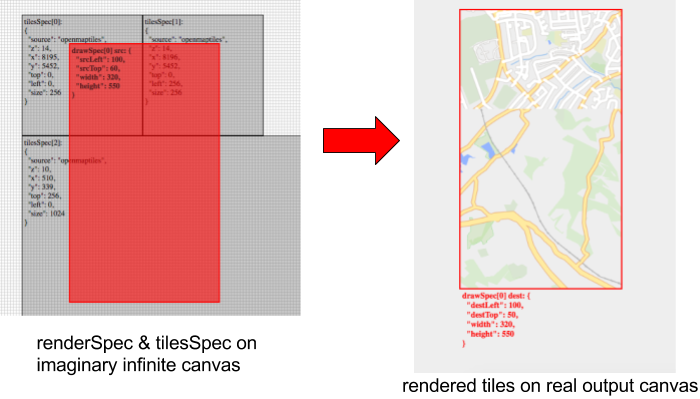 tilesSpec[0]:
{
"source": "openmaptiles",
"z": 14,
"x": 8195,
"y": 5452,
"top": 0,
"left": 0,
"size": 256
}
tilesSpec[1]:
{
"source": "openmaptiles",
"z": 14,
"x": 8196,
"y": 5452,
"top": 0,
"left": 256,
"size": 256
}
drawSpec[0] src: {
"srcLeft": 100,
"srcTop": 60,
"width": 320,
"height": 550
}
tilesSpec[2]:
{
"source": "openmaptiles",
"z": 10,
"x": 510,
"y": 339,
"top": 256,
"left": 0,
"size": 1024
}
renderSpec & tilesSpec on
imaginary infinite canvas
drawSpec[0] dest: {
"destLeft": 100,
"destTop": 50,
"width": 320,
"height": 550
}
rendered tiles on real output canvas